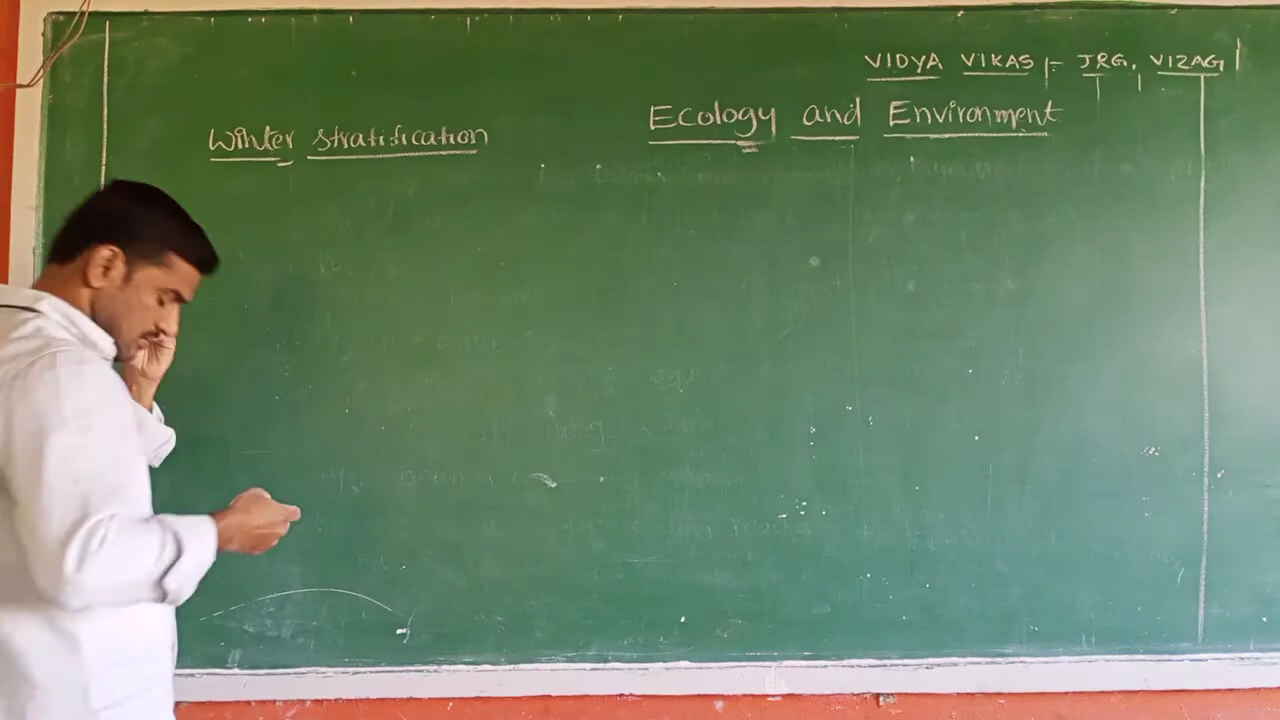 VIDYA VIKAS :- JRG, VIZAG
Ecology and Environment
Winter stratification